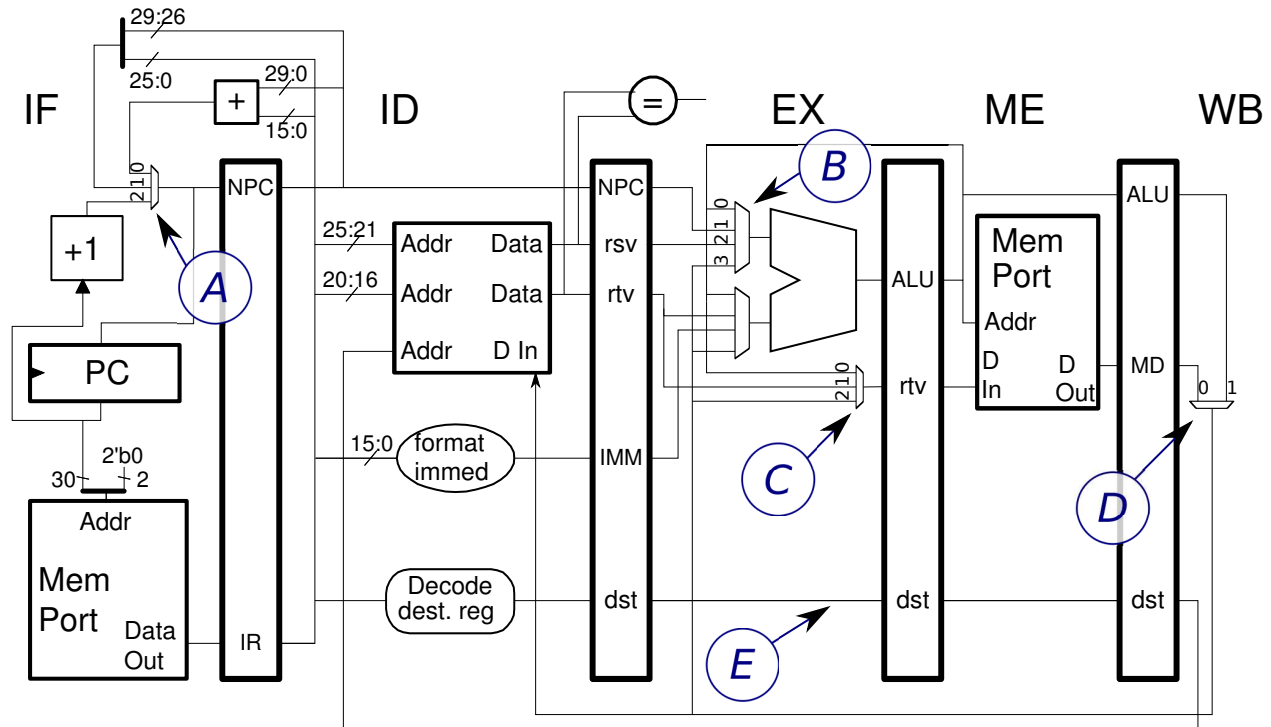 29:26
25:0
29:0
15:0
+
=
IF
ID
EX
ME
WB
2 1 0
A
B
NPC
NPC
ALU
+1
25:21
Addr
Data
rsv
0
1
2
3
Mem
Port
20:16
Addr
Data
rtv
ALU
Addr
Addr
D In
PC
2 1 0
rtv
D
In
D
Out
MD
0
1
15:0
format
immed
IMM
C
D
2'b0
30
2
Addr
Mem
Port
Data
Out
IR
Decode
dest. reg
dst
dst
dst
E